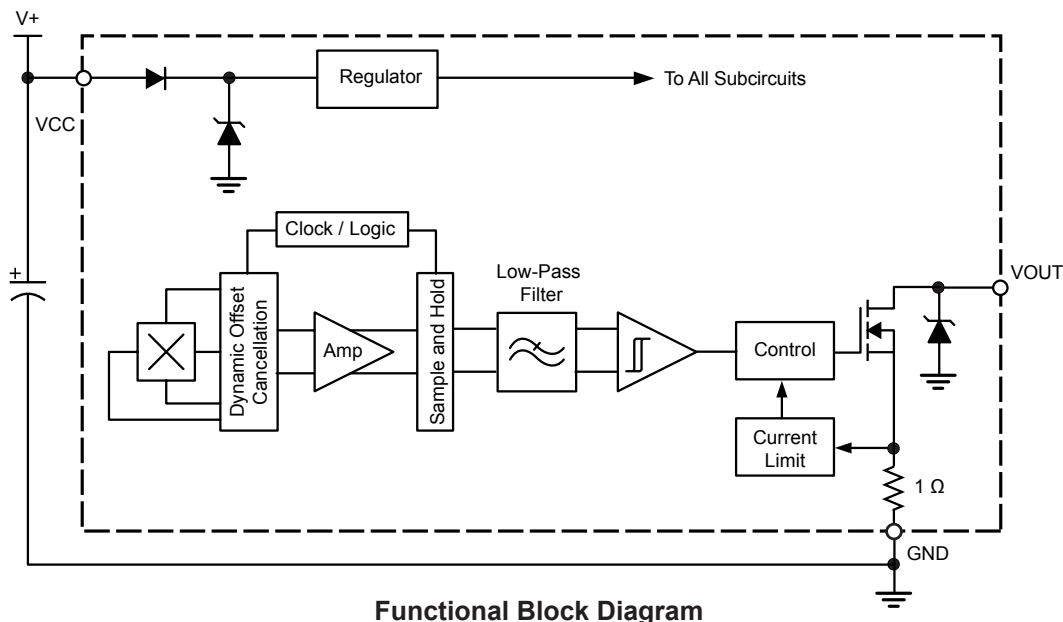 V+
VCC
Regulator
To All Subcircuits
Clock / Logic
Dynamic Offset
Cancellation
Amp
Sample and Hold
Low-Pass
Filter
Control
Current
Limit
VOUT
1 Ω
GND
+
Functional Block Diagram